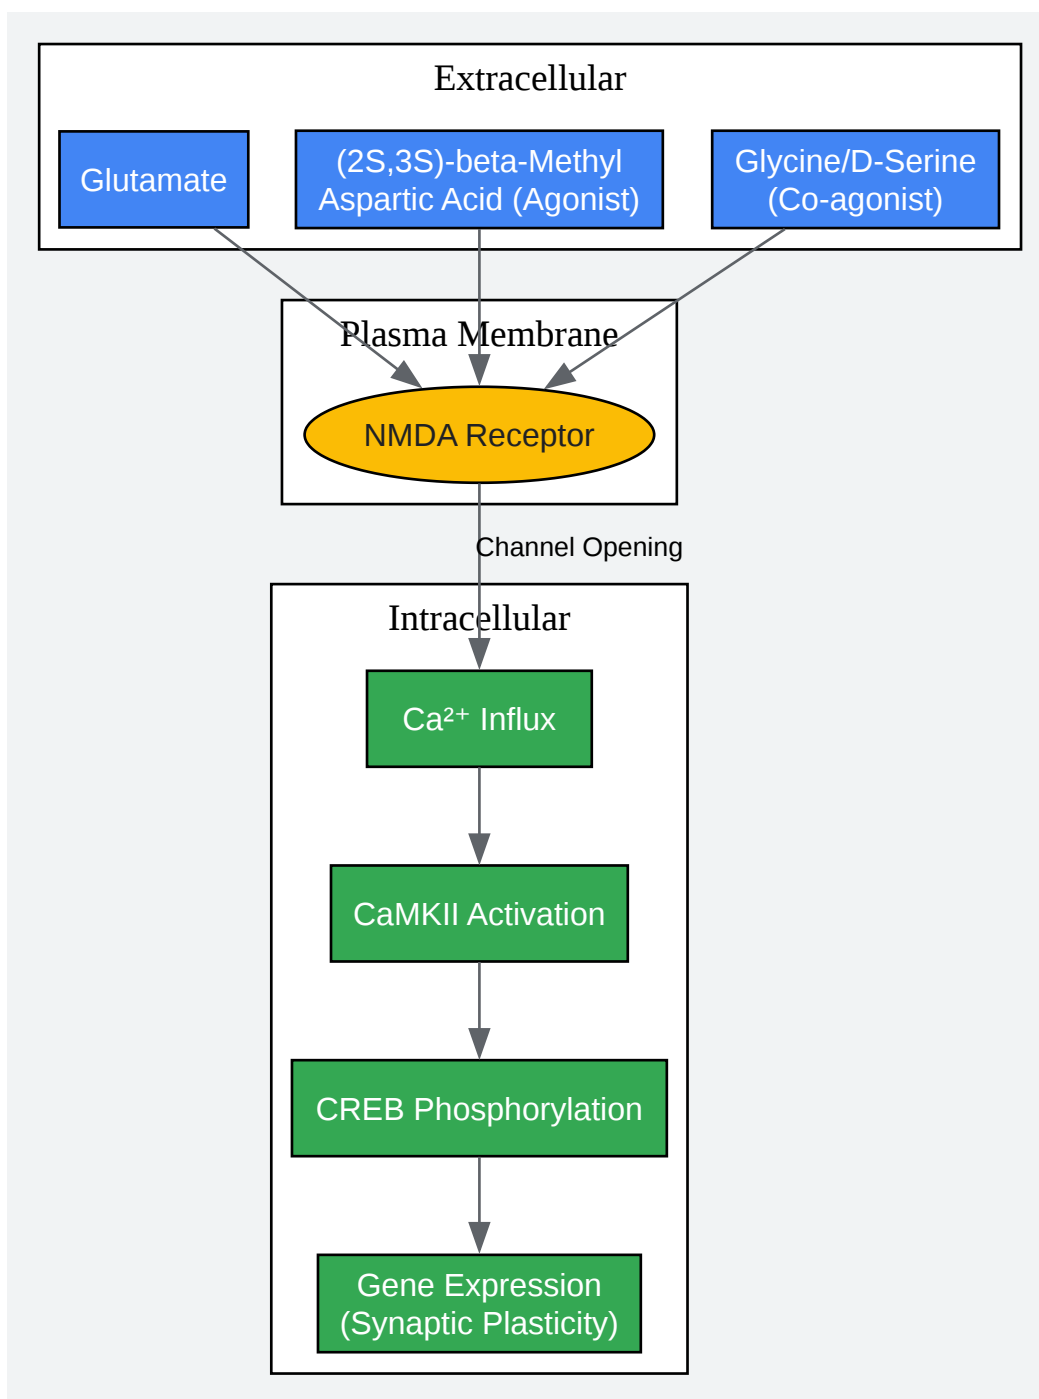 Extracellular
Glutamate
(2S,3S)-beta-Methyl
Aspartic Acid (Agonist)
Glycine/D-Serine
(Co-agonist)
Plasma Membrane
NMDA Receptor
Channel Opening
Intracellular
Ca²⁺ Influx
CaMKII Activation
CREB Phosphorylation
Gene Expression
(Synaptic Plasticity)